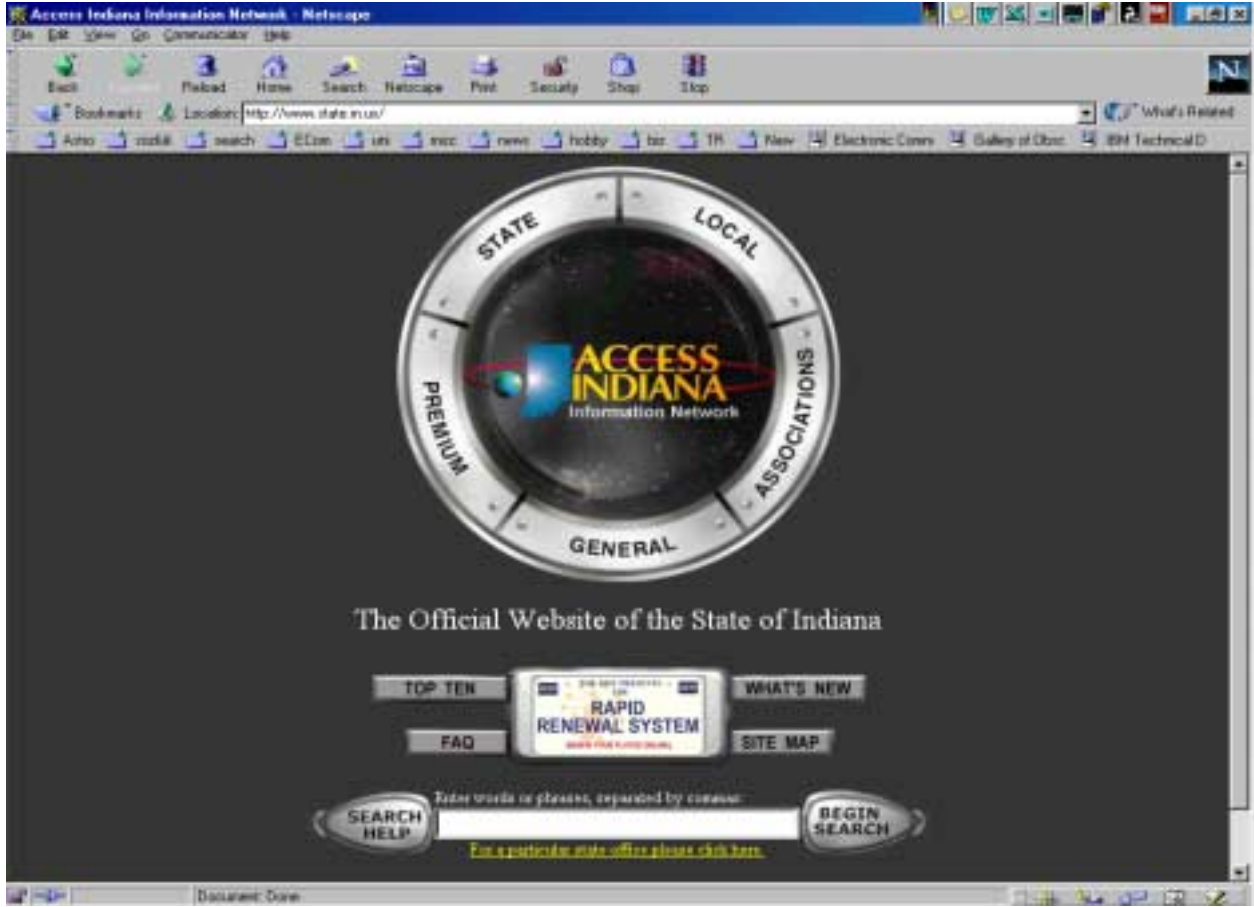 Access Indiana Information Network - Netscape
File Edit View Go Communicator Help
Back Reload Home Search Netscape Print Security Shop Stop
Bookmarks Location: http://www.state.in.us/ What's Related
search ECom uni misc news hobby biz TR New Electronic Comm Gallery of Obsc IBM Technical D
STATE
LOCAL
PREMIUM
ASSOCIATIONS
GENERAL
ACCESS
INDIANA
Information Network
The Official Website of the State of Indiana
TOP TEN
WHAT'S NEW
RAPID
RENEWAL SYSTEM
FAQ
SITE MAP
Enter words or phrases, separated by commas:
SEARCH
HELP
BEGIN
SEARCH
For a particular state office please click here.
Document: Done